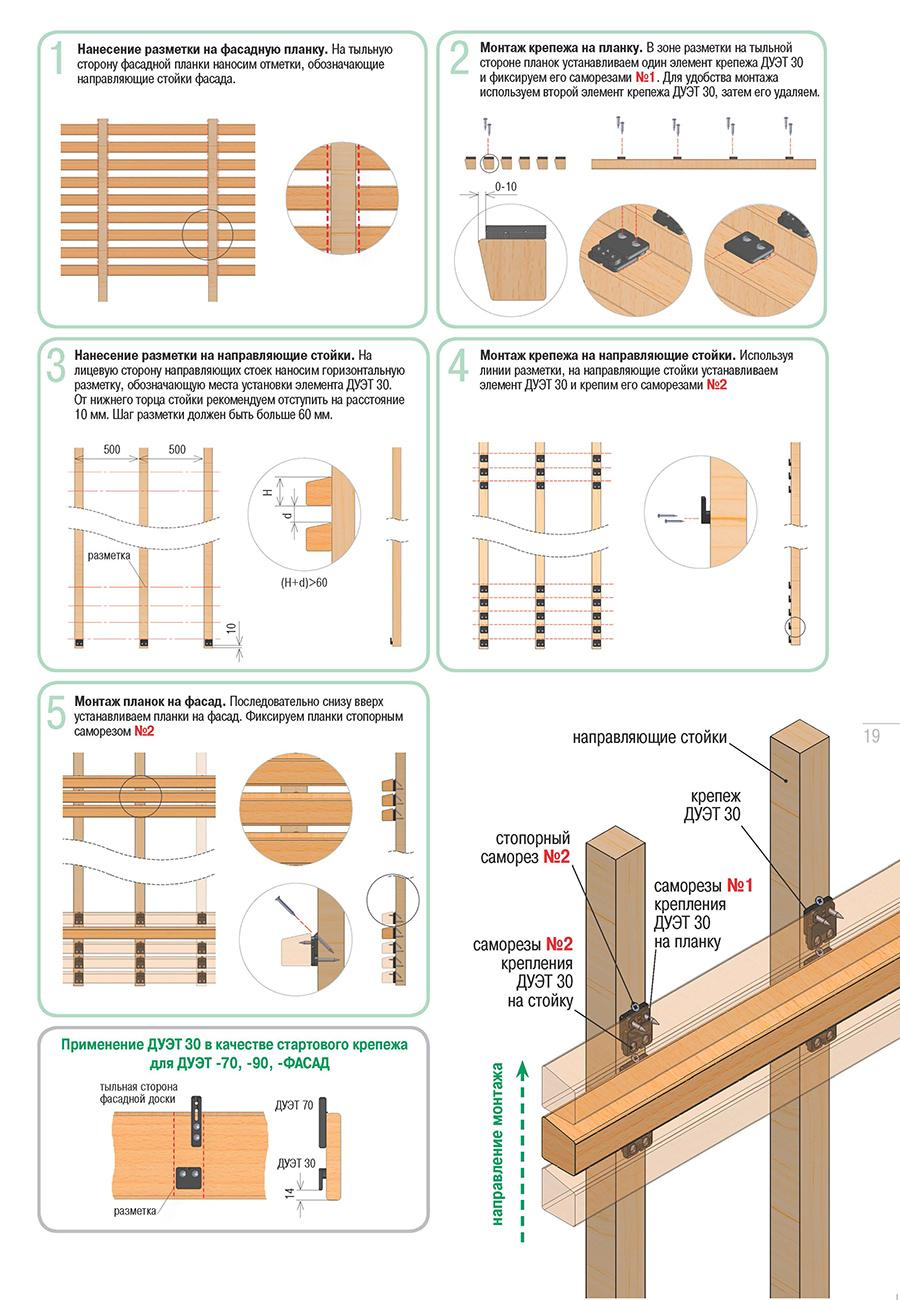 1
Нанесение разметки на фасадную планку. На тыльную
сторону фасадной планки наносим отметки, обозначающие
направляющие стойки фасада.
2
Монтаж крепежа на планку. В зоне разметки на тыльной
стороне планок устанавливаем один элемент крепежа ДУЭТ 30
и фиксируем его саморезами №1. Для удобства монтажа
используем второй элемент крепежа ДУЭТ 30, затем его удаляем.
0-10
3
Нанесение разметки на направляющие стойки. На
лицевую сторону направляющих стоек наносим горизонтальную
разметку, обозначающую места установки элемента ДУЭТ 30.
От нижнего торца стойки рекомендуем отступить на расстояние
10 мм. Шаг разметки должен быть больше 60 мм.
500 500
H
d
разметка
(H+d)>60
10
4
Монтаж крепежа на направляющие стойки. Используя
линии разметки, на направляющие стойки устанавливаем
элемент ДУЭТ 30 и крепим его саморезами №2
5
Монтаж планок на фасад. Последовательно снизу вверх
устанавливаем планки на фасад. Фиксируем планки стопорным
саморезом №2
19
направляющие стойки
крепеж
ДУЭТ 30
стопорный
саморез №2
саморезы №1
крепления
ДУЭТ 30
на планку
саморезы №2
крепления
ДУЭТ 30
на стойку
направление монтажа
Применение ДУЭТ 30 в качестве стартового крепежа
для ДУЭТ -70, -90, -ФАСАД
тыльная сторона
фасадной доски
ДУЭТ 70
ДУЭТ 30
14
разметка